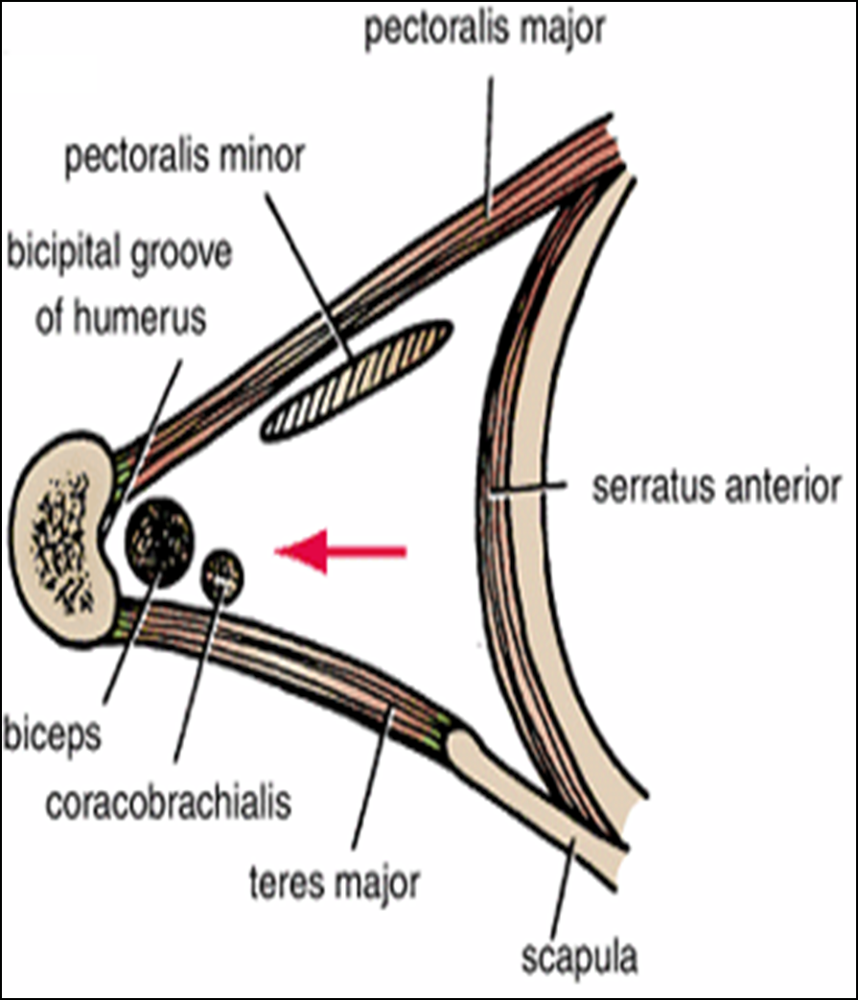 pectoralis major
pectoralis minor
bicipital groove
of humerus
serratus anterior
biceps
coracobrachialis
teres major
scapula